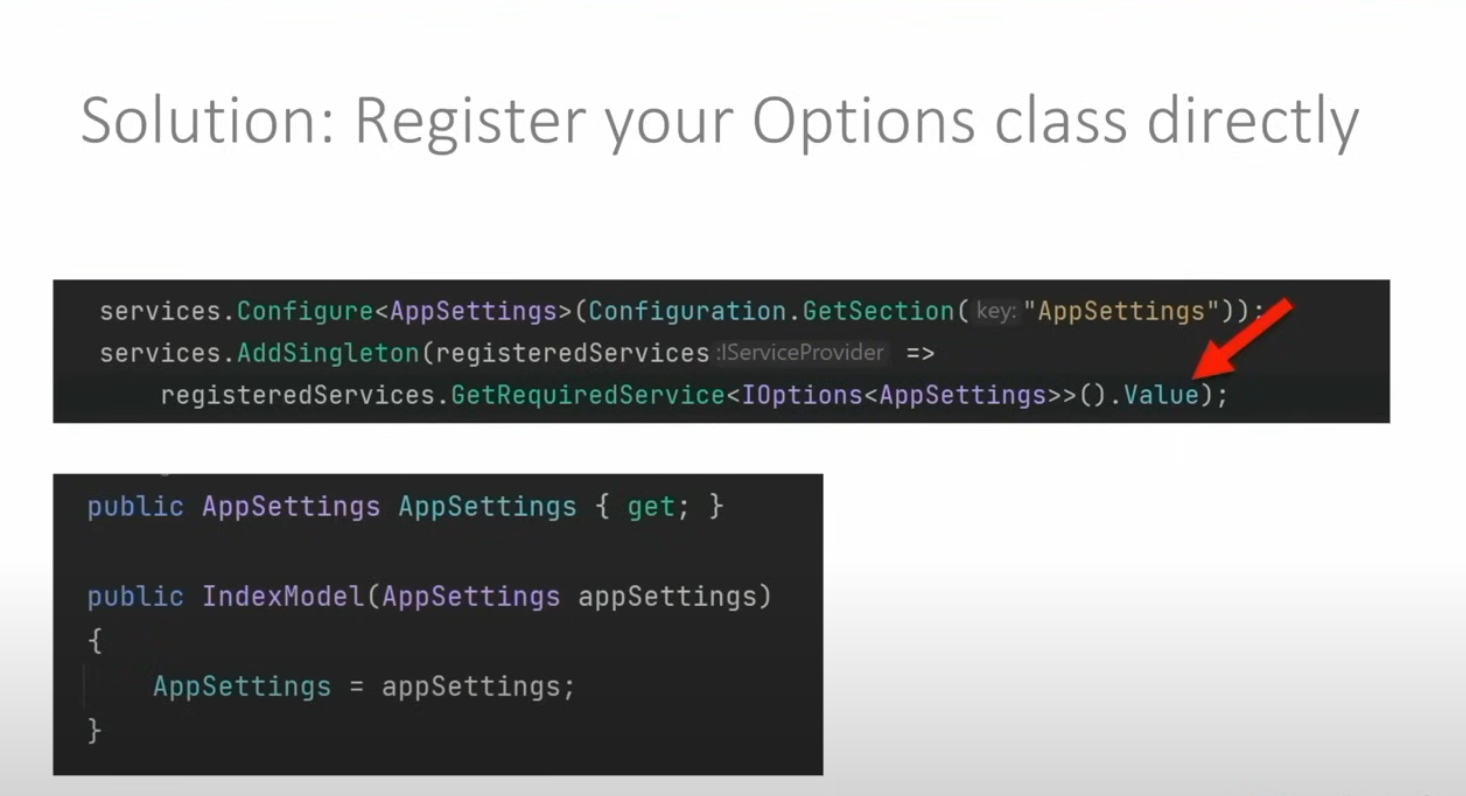 Solution: Register your Options class directly
services.Configure<AppSettings>(Configuration.GetSection( key: "AppSettings"));
services.AddSingleton(registeredServices :IServiceProvider =>
registeredServices.GetRequiredService<IOptions<AppSettings>>().Value);
public AppSettings AppSettings { get; }
public IndexModel(AppSettings appSettings)
{
AppSettings = appSettings;
}